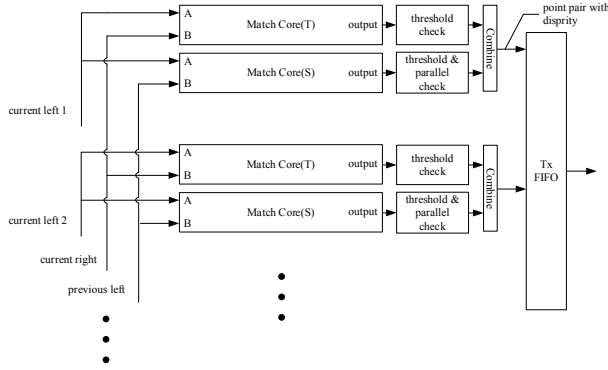 A
B
Match Core(T)
output
threshold
check
Combine
point pair with
disprity
A
B
Match Core(S)
output
threshold &
parallel
check
current left 1
A
B
Match Core(T)
output
threshold
check
Combine
Tx
FIFO
A
B
Match Core(S)
output
threshold &
parallel
check
current left 2
current right
previous left